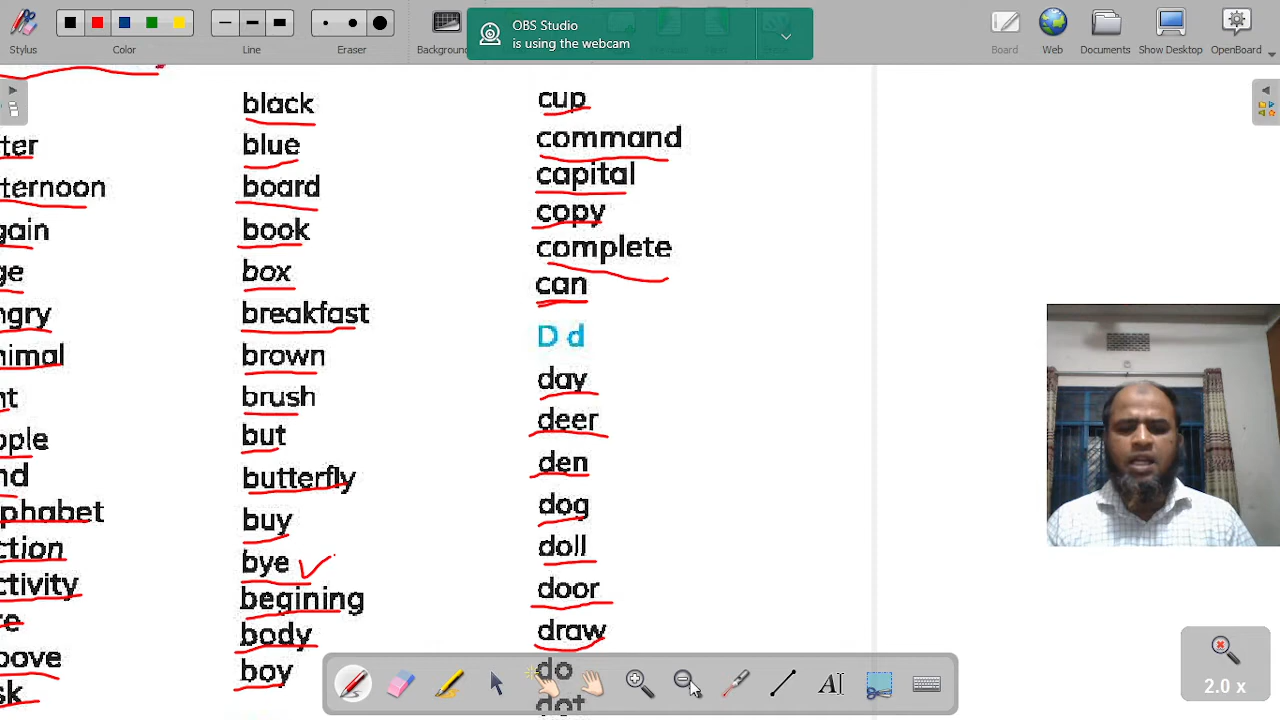 Stylus
Color
Line
Eraser
OBS Studio
is using the webcam
Board
Web
Documents
Show Desktop
OpenBoard
ter
ternoon
gain
ge
ngry
nimal
nt
pple
nd
phabet
ction
ctivity
re
bove
sk
black
blue
board
book
box
breakfast
brown
brush
but
butterfly
buy
bye
begining
body
boy
cup
command
capital
copy
complete
can
D d
day
deer
den
dog
doll
door
draw
do
dot
2.0 x